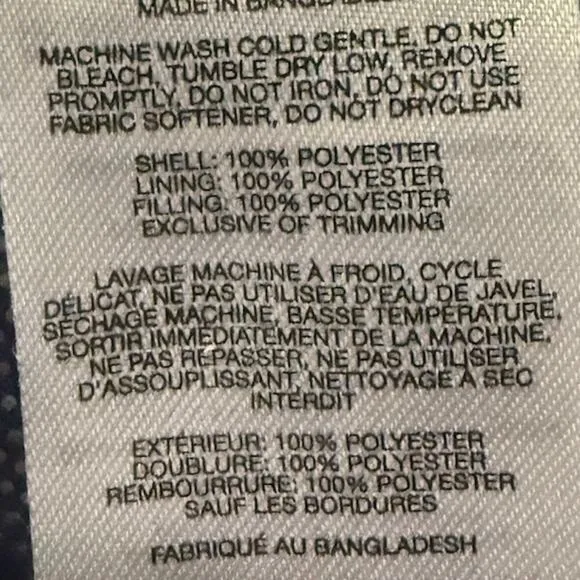 MADE IN BANGLADESH
MACHINE WASH COLD GENTLE, DO NOT
BLEACH, TUMBLE DRY LOW, REMOVE
PROMPTLY, DO NOT IRON, DO NOT USE
FABRIC SOFTENER, DO NOT DRYCLEAN
SHELL: 100% POLYESTER
LINING: 100% POLYESTER
FILLING: 100% POLYESTER
EXCLUSIVE OF TRIMMING
LAVAGE MACHINE À FROID, CYCLE
DÉLICAT, NE PAS UTILISER D'EAU DE JAVEL,
SÉCHAGE MACHINE, BASSE TEMPÉRATURE,
SORTIR IMMÉDIATEMENT DE LA MACHINE,
NE PAS REPASSER, NE PAS UTILISER
D'ASSOUPLISSANT, NETTOYAGE À SEC
INTERDIT
EXTÉRIEUR: 100% POLYESTER
DOUBLURE: 100% POLYESTER
REMBOURRURE: 100% POLYESTER
SAUF LES BORDURES
FABRIQUÉ AU BANGLADESH